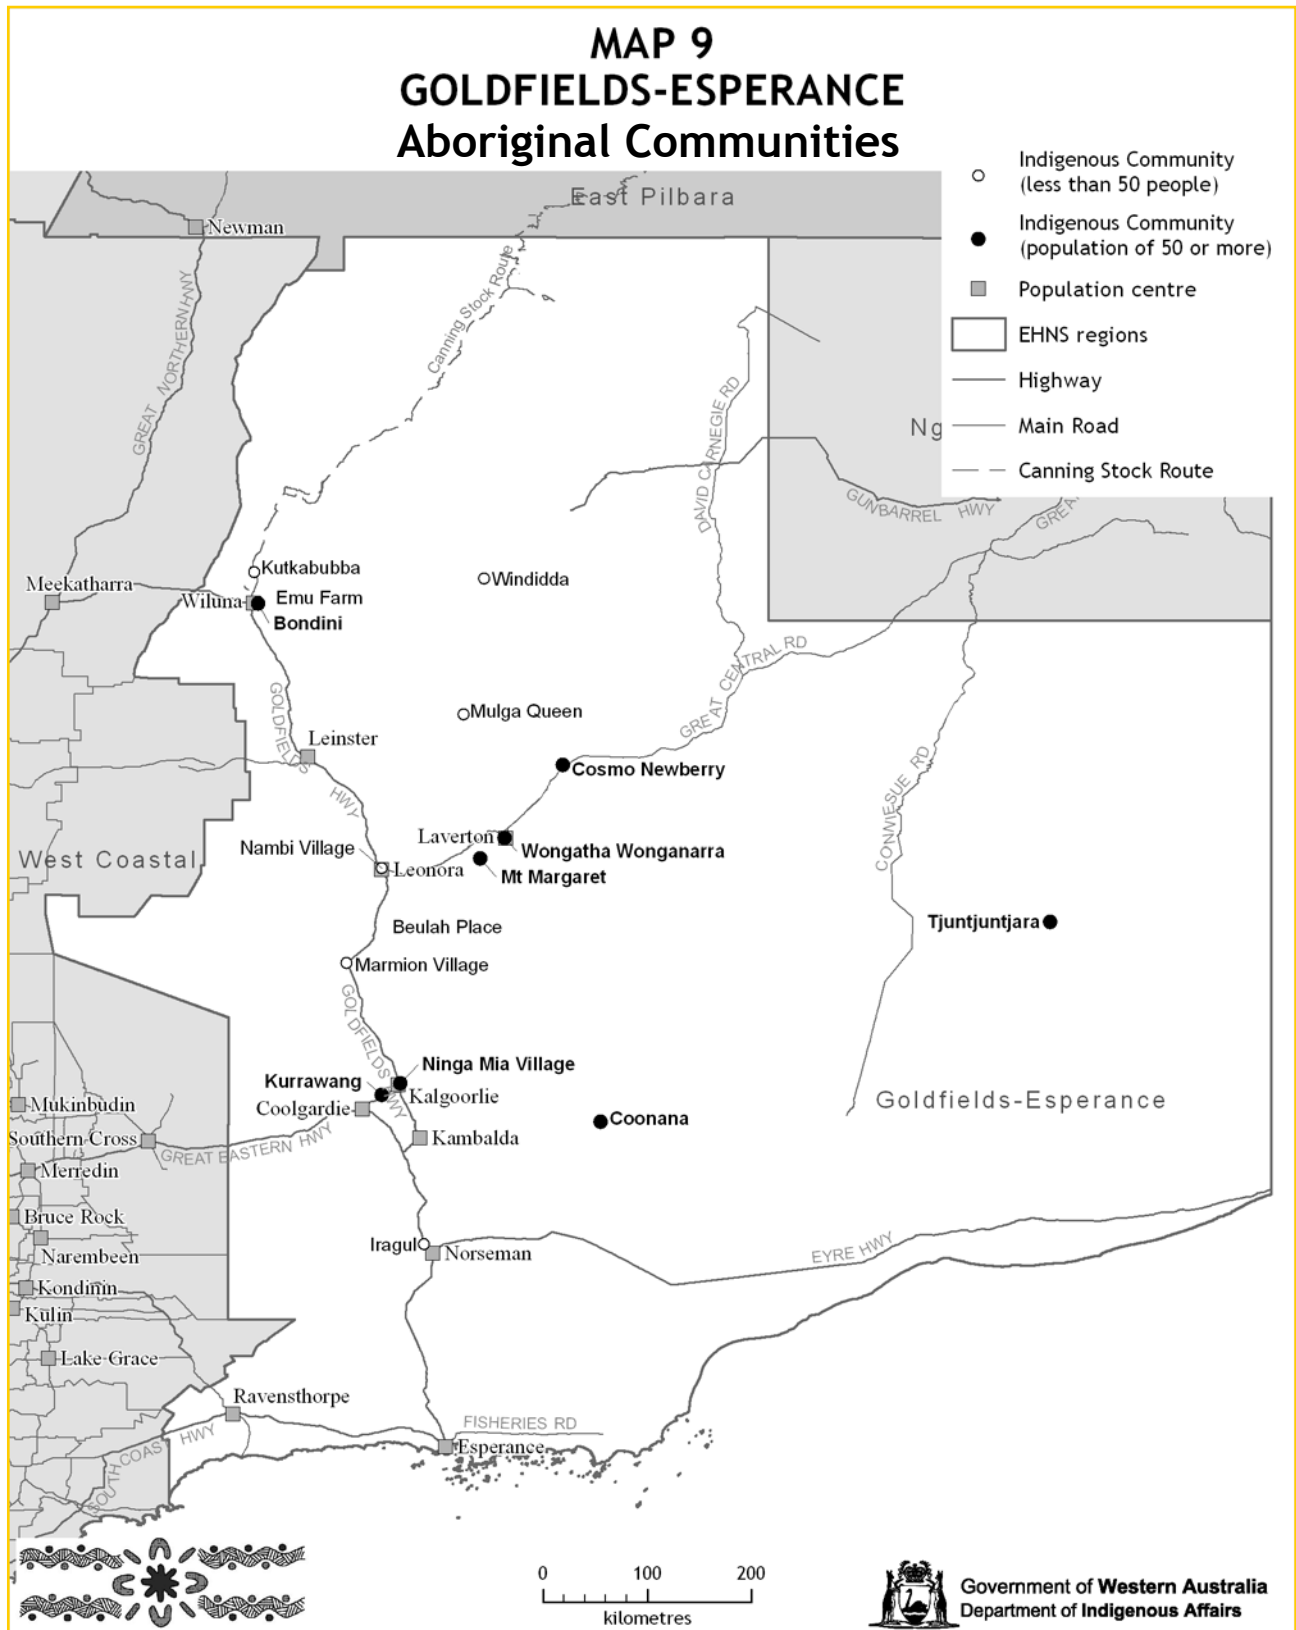 MAP 9
GOLDFIELDS-ESPERANCE
Aboriginal Communities
Indigenous Community
(less than 50 people)
Indigenous Community
(population of 50 or more)
Population centre
EHNS regions
Highway
Main Road
Canning Stock Route
East Pilbara
Newman
GREAT NORTHERN HWY
Canning Stock Route
DAVID CARNEGIE RD
Ng
GUNBARREL HWY
GREA
Kutkabubba
Windidda
Meekatharra
Wiluna
Emu Farm
Bondini
GREAT CENTRAL RD
GOLDFIELDS HWY
Mulga Queen
Leinster
Cosmo Newberry
CONNIE SUE RD
Laverton
Wongatha Wonganarra
Nambi Village
West Coastal
Leonora
Mt Margaret
Beulah Place
Tjuntjuntjara
Marmion Village
GOLDFIELDS HWY
Ninga Mia Village
Kurrawang
Kalgoorlie
Coolgardie
Goldfields-Esperance
Mukinbudin
Coonana
Southern Cross
Kambalda
GREAT EASTERN HWY
Merredin
Bruce Rock
Iragul
Norseman
EYRE HWY
Narembeen
Kondinin
Kulin
Lake Grace
Ravensthorpe
FISHERIES RD
SOUTH COAST HWY
Esperance
0 100 200
kilometres
Government of Western Australia
Department of Indigenous Affairs